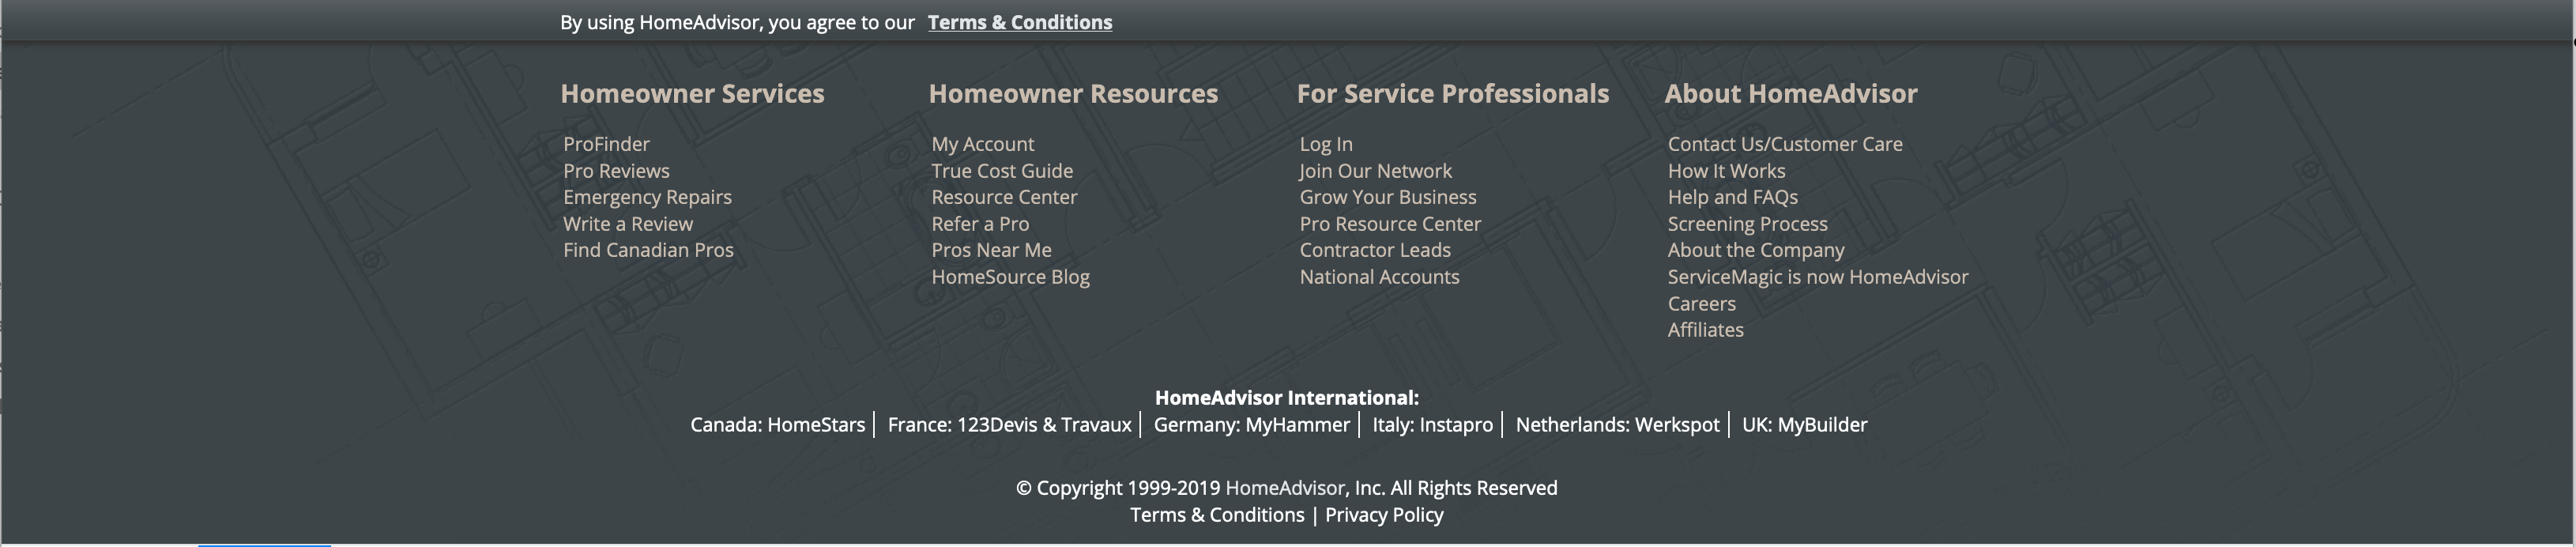 By using HomeAdvisor, you agree to our Terms & Conditions
Homeowner Services
ProFinder
Pro Reviews
Emergency Repairs
Write a Review
Find Canadian Pros
Homeowner Resources
My Account
True Cost Guide
Resource Center
Refer a Pro
Pros Near Me
HomeSource Blog
For Service Professionals
Log In
Join Our Network
Grow Your Business
Pro Resource Center
Contractor Leads
National Accounts
About HomeAdvisor
Contact Us/Customer Care
How It Works
Help and FAQs
Screening Process
About the Company
ServiceMagic is now HomeAdvisor
Careers
Affiliates
HomeAdvisor International:
Canada: HomeStars | France: 123Devis & Travaux | Germany: MyHammer | Italy: Instapro | Netherlands: Werkspot | UK: MyBuilder
© Copyright 1999-2019 HomeAdvisor, Inc. All Rights Reserved
Terms & Conditions | Privacy Policy